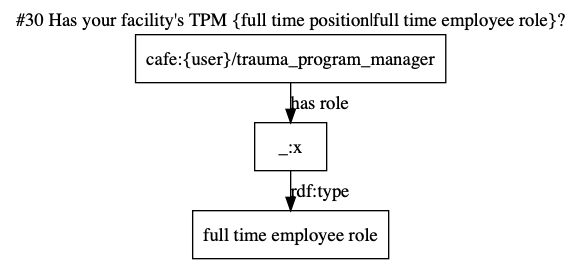 #30 Has your facility's TPM {full time position|full time employee role}?
cafe:{user}/trauma_program_manager
has role
_:x
rdf:type
full time employee role